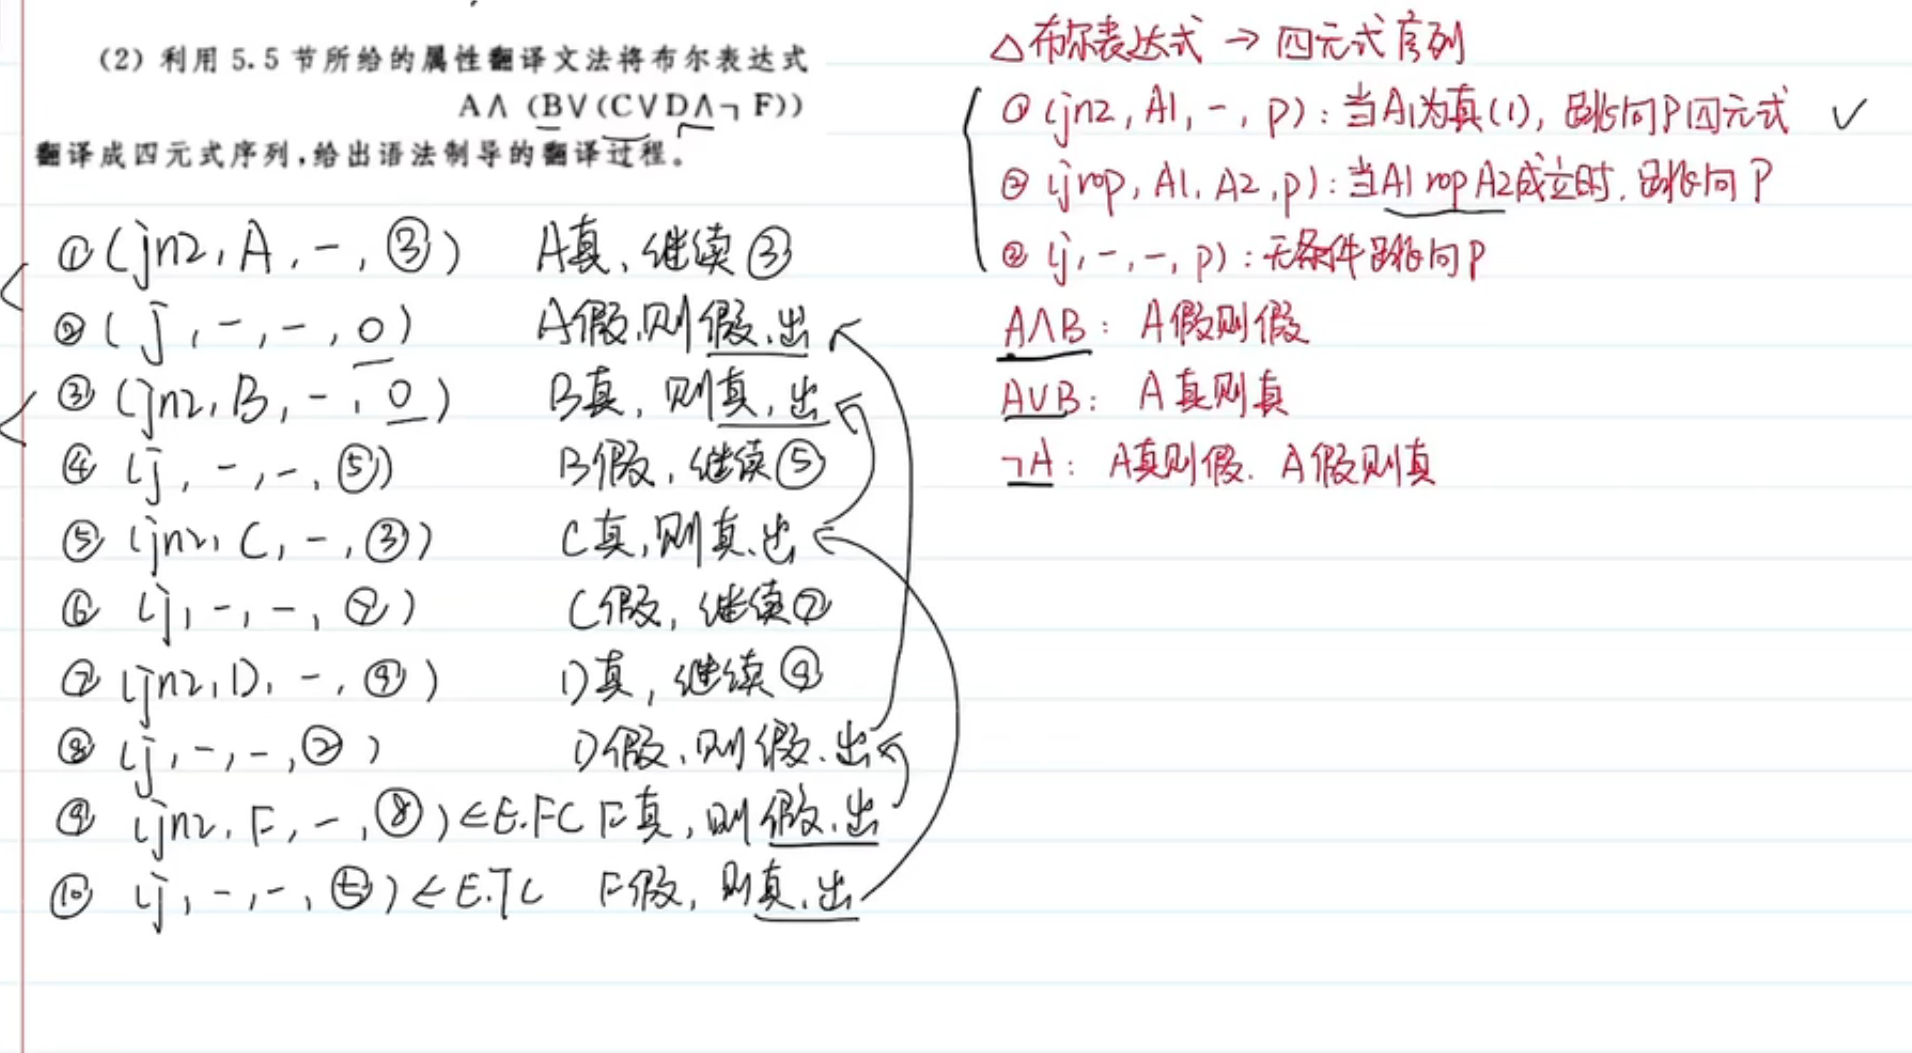 (2) 利用 5.5 节所给的属性翻译文法将布尔表达式
A∧ (B∨(C∨D∧¬ F))
翻译成四元式序列,给出语法制导的翻译过程。
① (jnz, A, -, ③) A真、继续③
② (j, -, -, 0) A假,则假、出
③ (jnz, B, -, 0) B真, 则真, 出
④ (j, -, -, ⑤) B假, 继续⑤
⑤ (jnz, C, -, ③) C真,则真、出
⑥ (j, -, -, ⑦) C假, 继续⑦
⑦ (jnz, D, -, ⑨) D真, 继续⑨
⑧ (j, -, -, ②) D假, 则假、出
⑨ (jnz, F, -, ⑧) ← E.FC F真, 则假、出
⑩ (j, -, -, ⑤) ← E.TC F假, 则真、出
△布尔表达式 → 四元式序列
① (jnz, A1, -, p): 当A1为真(1), 跳向P四元式 ✓
② (jrop, A1, A2, p): 当A1 rop A2成立时, 跳向P
③ (j, -, -, p): 无条件跳向P
A∧B: A假则假
A∨B: A真则真
¬A: A真则假. A假则真